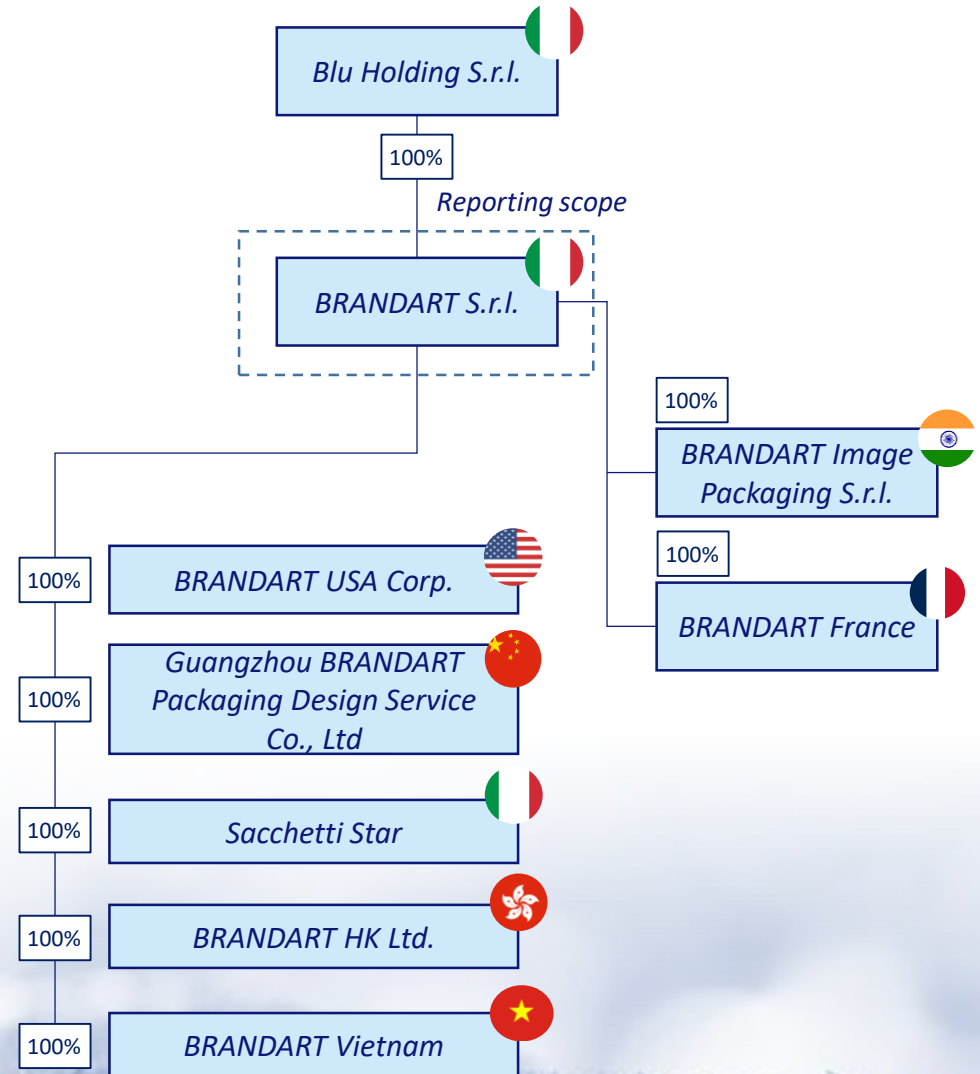 Blu Holding S.r.l.
100%
Reporting scope
BRANDART S.r.l.
100%
BRANDART Image
Packaging S.r.l.
100%
BRANDART France
100%
BRANDART USA Corp.
100%
Guangzhou BRANDART
Packaging Design Service
Co., Ltd
100%
Sacchetti Star
100%
BRANDART HK Ltd.
100%
BRANDART Vietnam